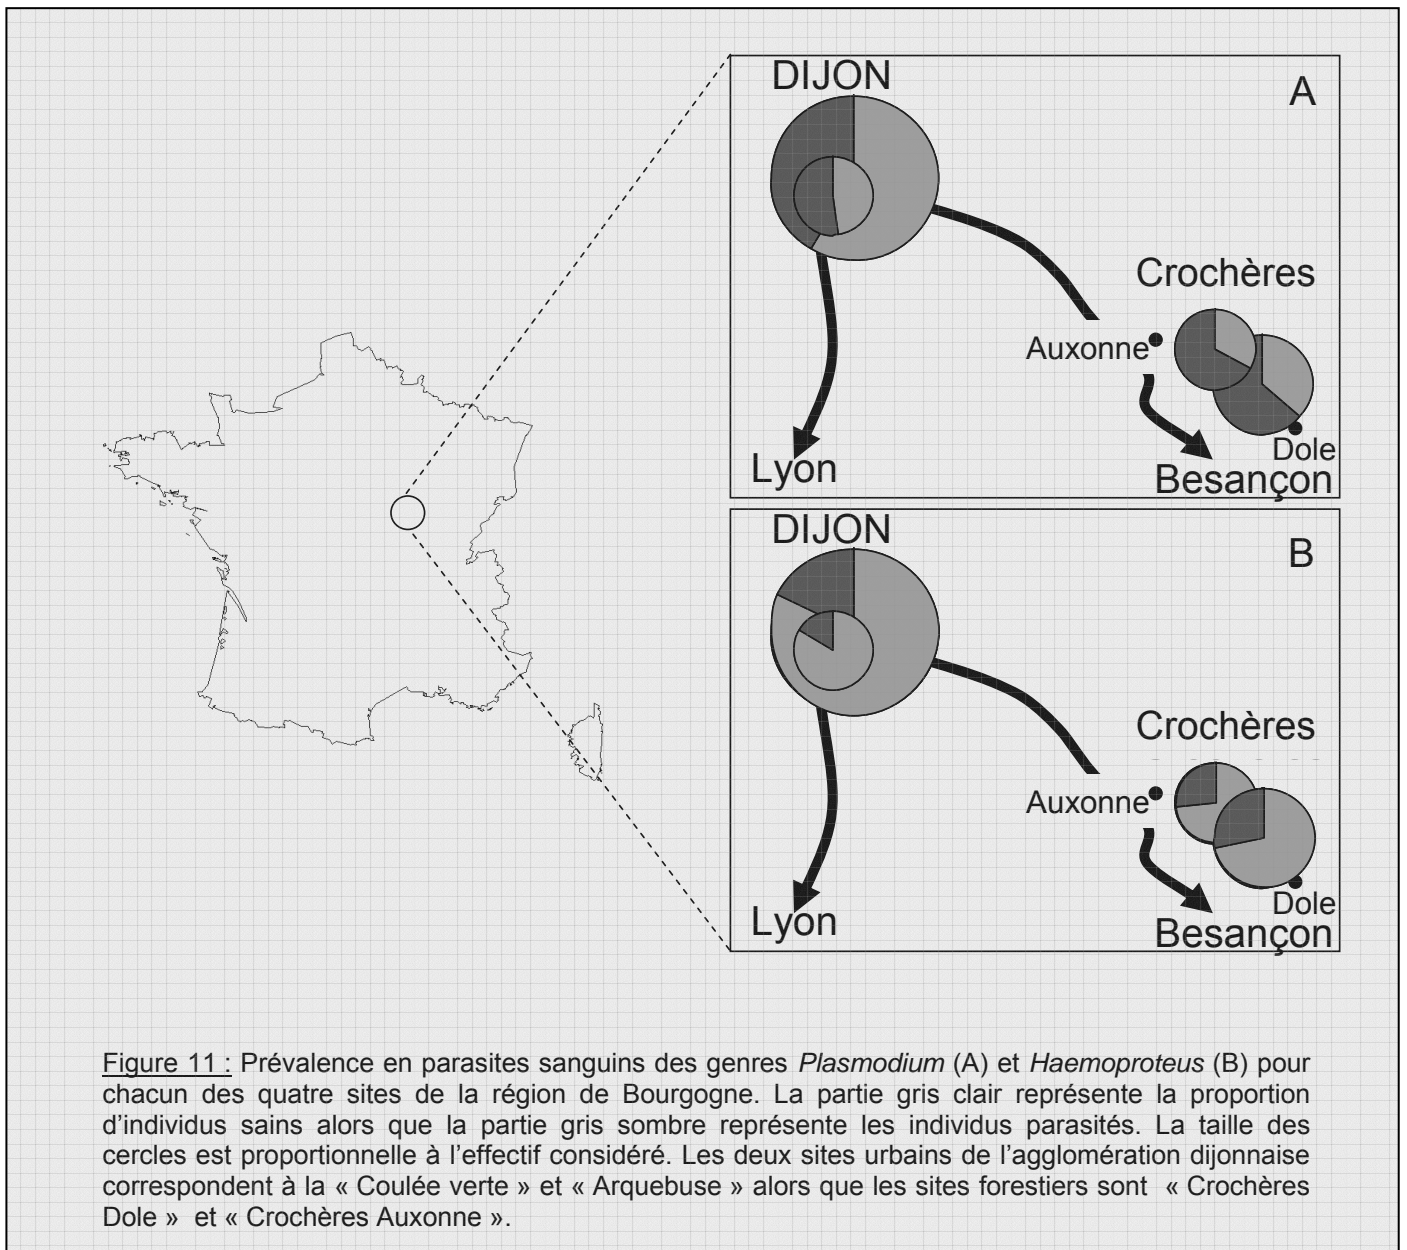 DIJON
A
Crochères
Auxonne
Dole
Lyon
Besançon
DIJON
B
Crochères
Auxonne
Dole
Lyon
Besançon
Figure 11 : Prévalence en parasites sanguins des genres Plasmodium (A) et Haemoproteus (B) pour
chacun des quatre sites de la région de Bourgogne. La partie gris clair représente la proportion
d'individus sains alors que la partie gris sombre représente les individus parasités. La taille des
cercles est proportionnelle à l'effectif considéré. Les deux sites urbains de l'agglomération dijonnaise
correspondent à la « Coulée verte » et « Arquebuse » alors que les sites forestiers sont « Crochères
Dole » et « Crochères Auxonne ».